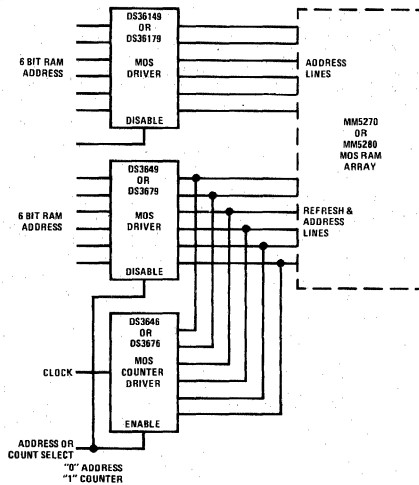 DS36149
OR
DS36179
MOS
DRIVER
DISABLE
6 BIT RAM
ADDRESS
ADDRESS
LINES
MM5270
OR
MM5280
MOS RAM
ARRAY
DS3649
OR
DS3679
MOS
DRIVER
DISABLE
6 BIT RAM
ADDRESS
REFRESH &
ADDRESS
LINES
DS3646
OR
DS3676
MOS
COUNTER
DRIVER
ENABLE
CLOCK
ADDRESS OR
COUNT SELECT
"0" ADDRESS
"1" COUNTER